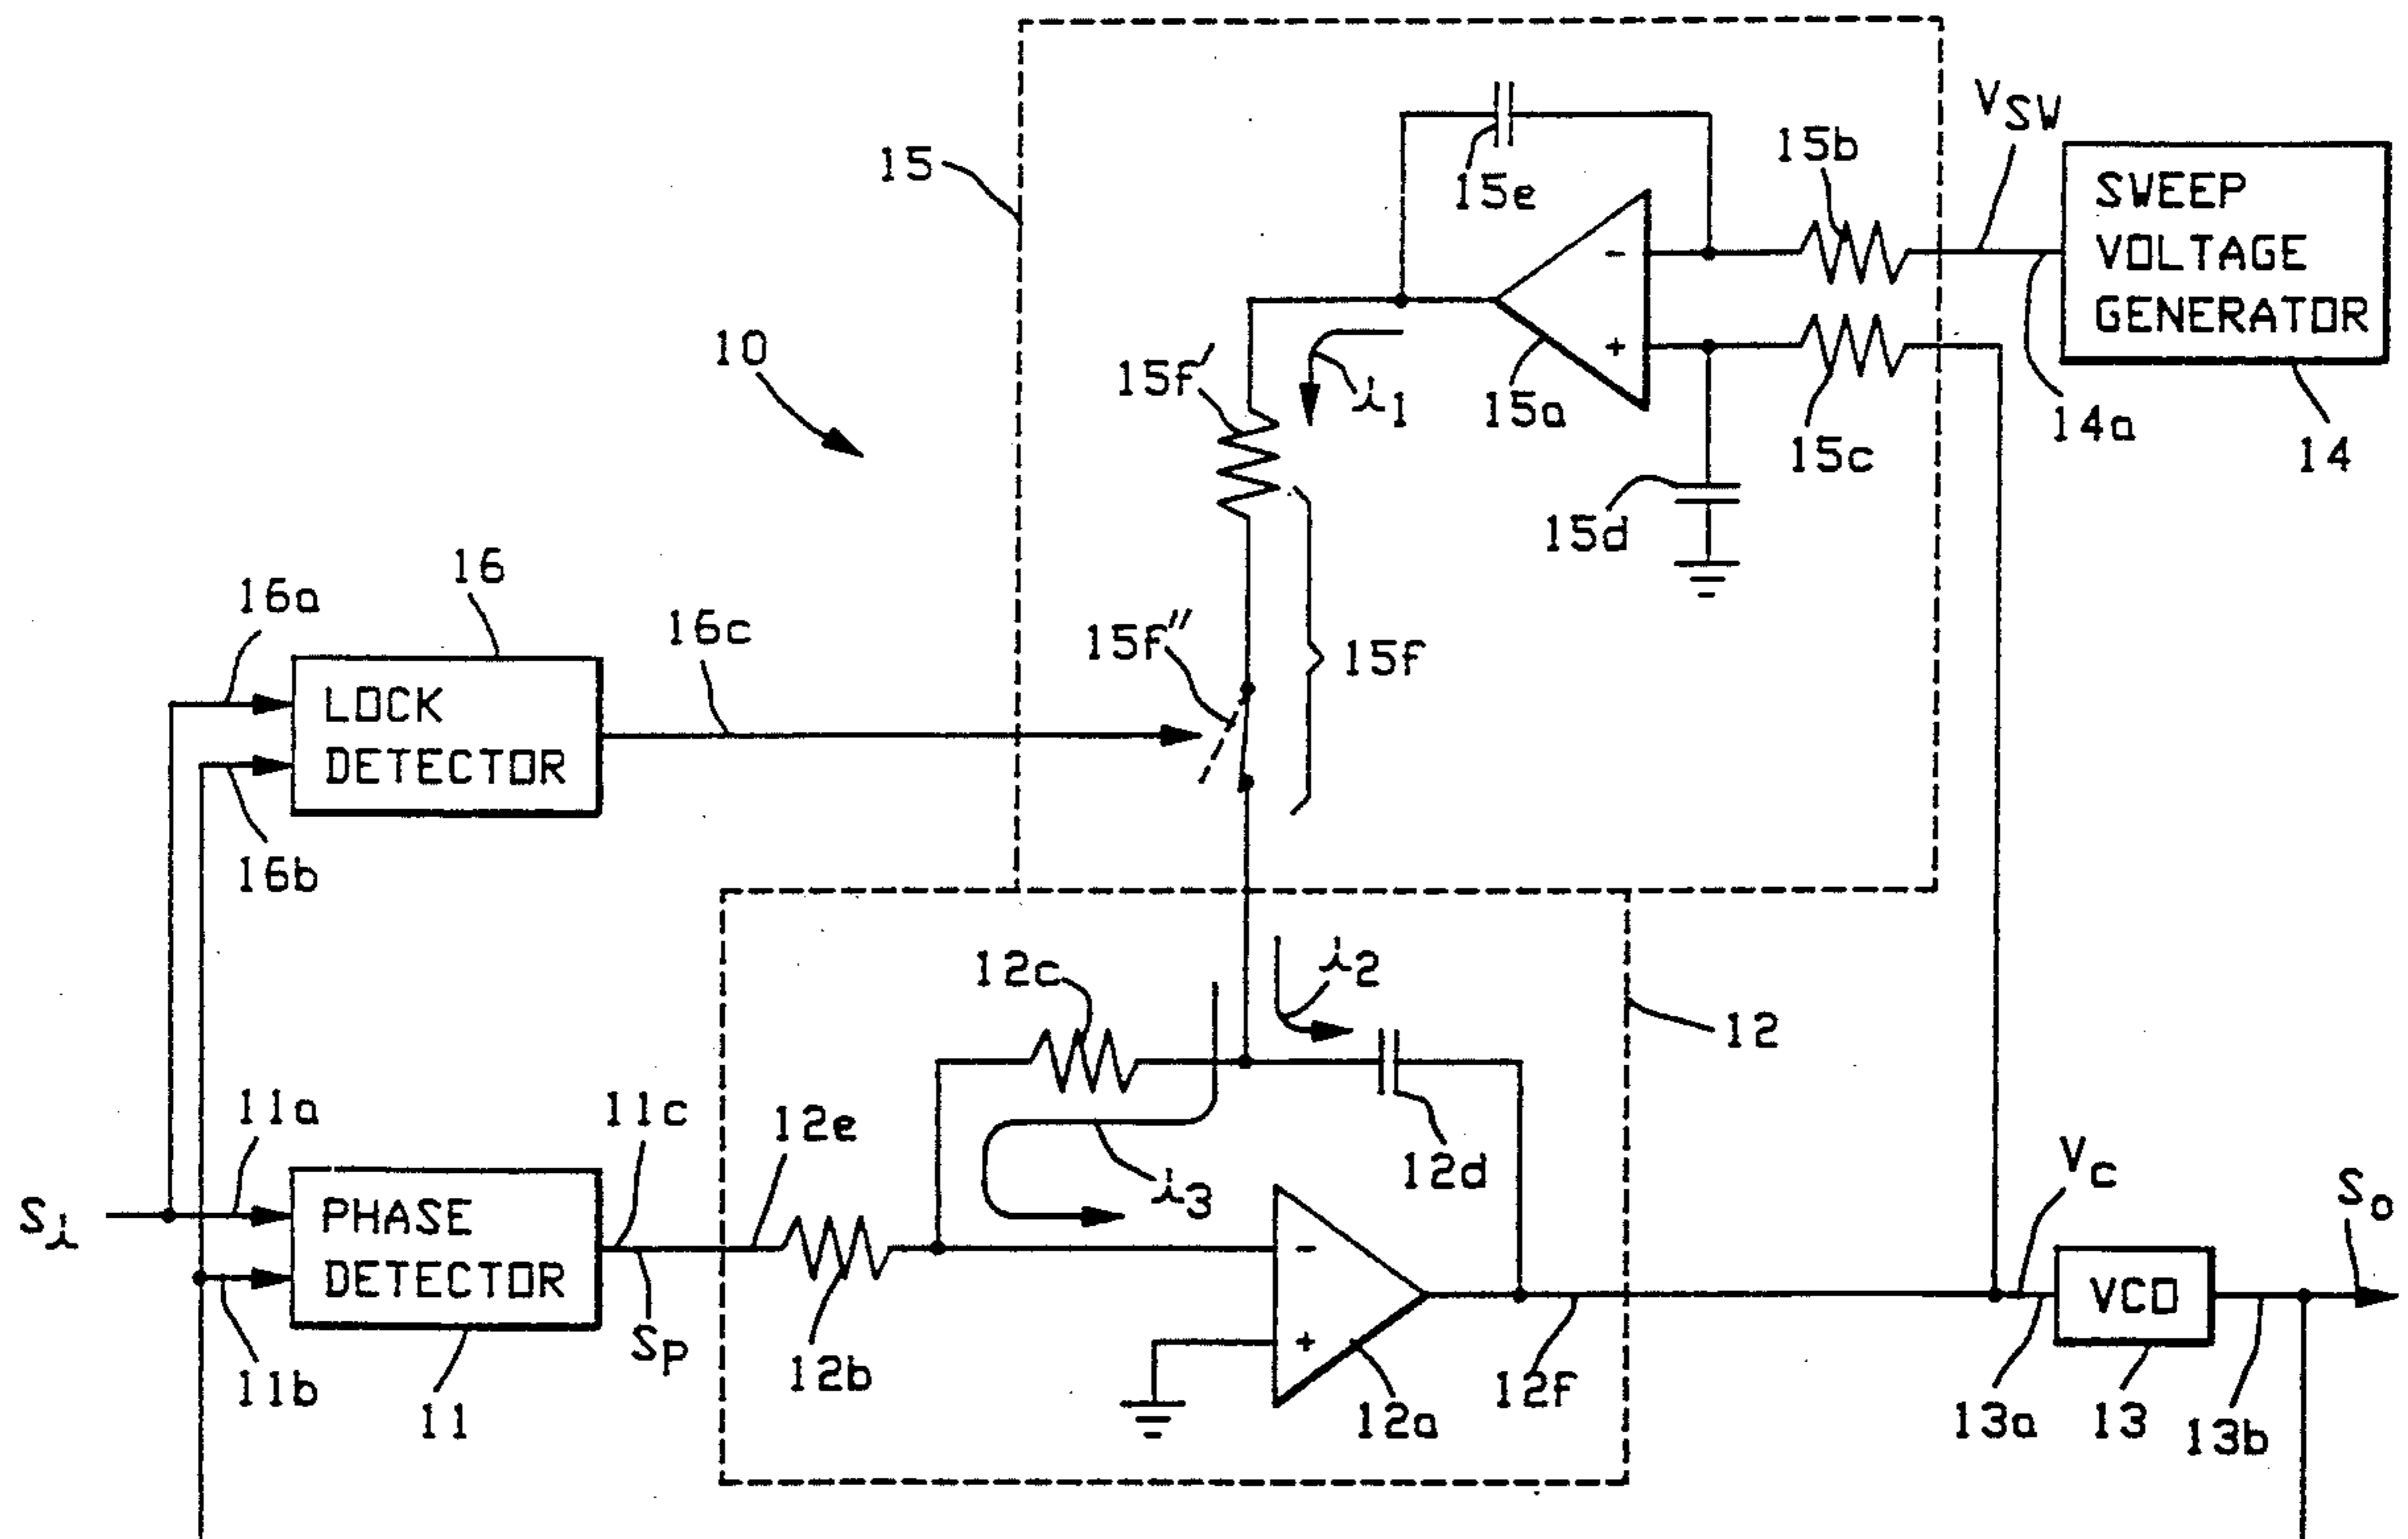 V_SW
15b
15
15e
SWEEP
VOLTAGE
GENERATOR
-
+
10
15f'
i1
15a
15c
14a
14
15d
16
16a
16c
15f''
15f
LOCK
DETECTOR
16b
12c
i2
12
11a
11c
12e
12d
Vc
i3
So
Si
PHASE
DETECTOR
-
+
VCO
Sp
11b
11
12b
12a
12f
13a
13
13b